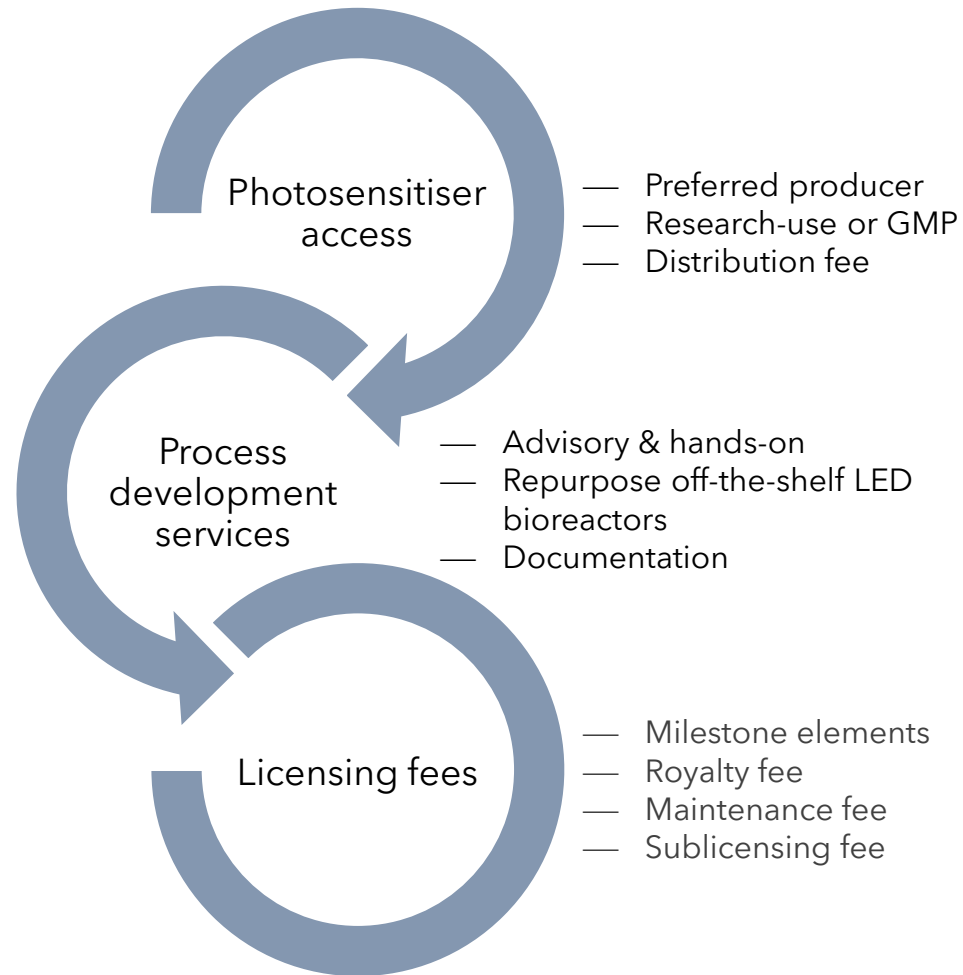 Photosensitiser
access
— Preferred producer
— Research-use or GMP
— Distribution fee
Process
development
services
— Advisory & hands-on
— Repurpose off-the-shelf LED
bioreactors
— Documentation
Licensing fees
— Milestone elements
— Royalty fee
— Maintenance fee
— Sublicensing fee